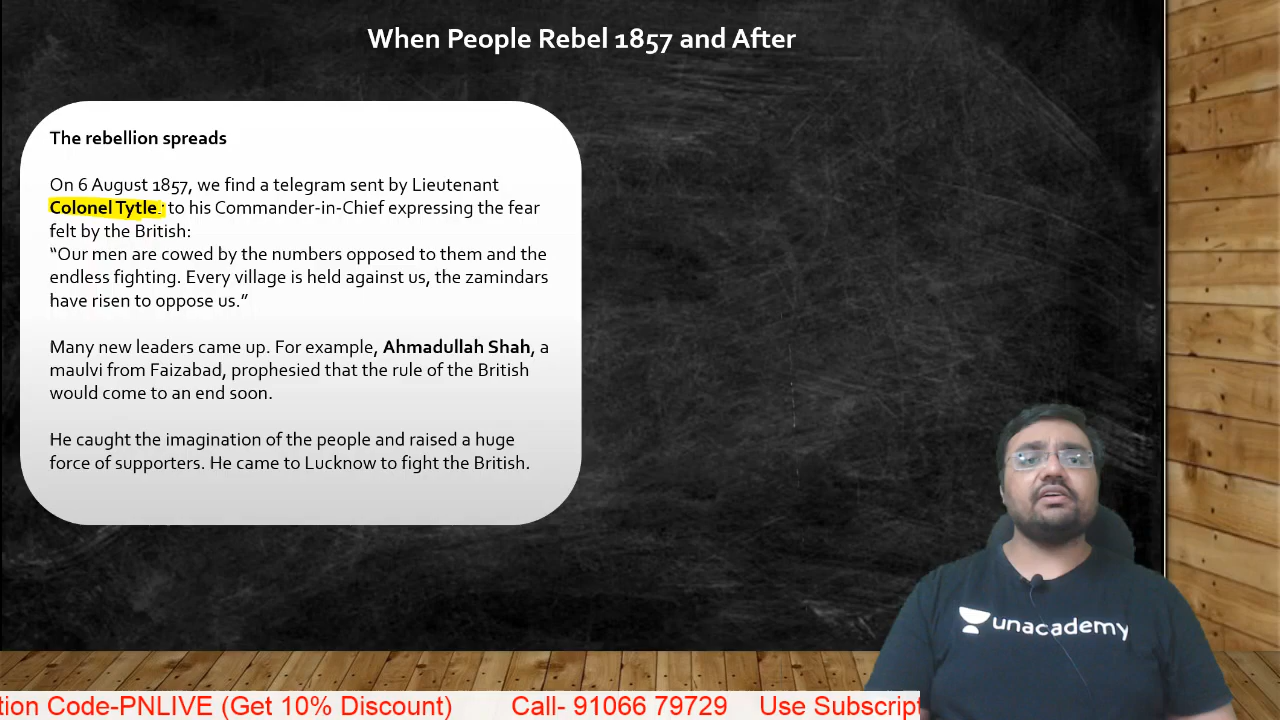 When People Rebel 1857 and After
The rebellion spreads
On 6 August 1857, we find a telegram sent by Lieutenant
Colonel Tytle to his Commander-in-Chief expressing the fear
felt by the British:
“Our men are cowed by the numbers opposed to them and the
endless fighting. Every village is held against us, the zamindars
have risen to oppose us.”
Many new leaders came up. For example, Ahmadullah Shah, a
maulvi from Faizabad, prophesied that the rule of the British
would come to an end soon.
He caught the imagination of the people and raised a huge
force of supporters. He came to Lucknow to fight the British.
unacademy
tion Code-PNLIVE (Get 10% Discount) Call- 91066 79729 Use Subscript